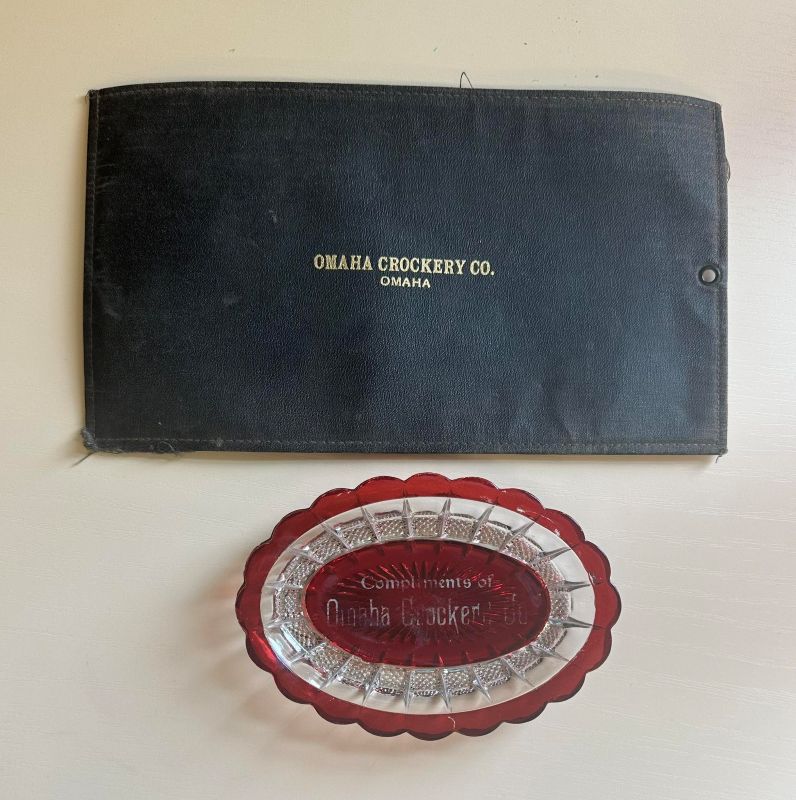 OMAHA CROCKERY CO.
OMAHA
Compliments of
Omaha Crockery Co